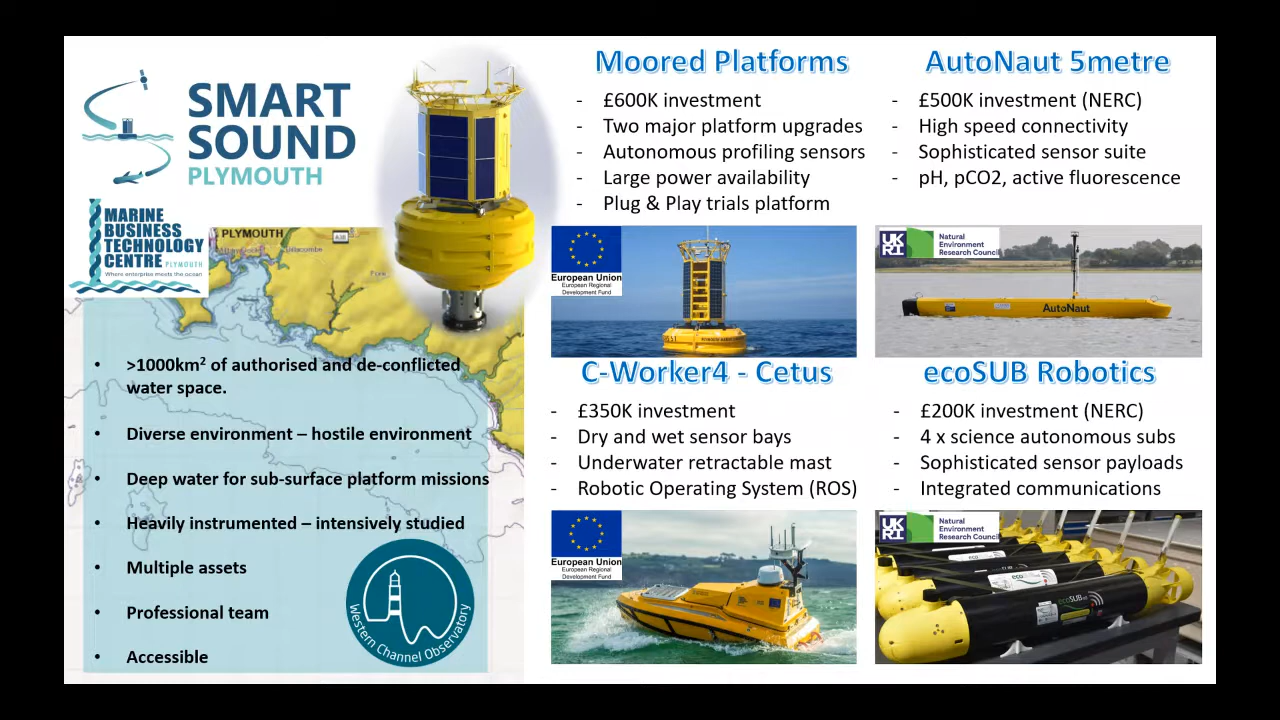 SMART
SOUND
PLYMOUTH
MARINE
BUSINESS
TECHNOLOGY
CENTRE PLYMOUTH
Where enterprise meets the ocean
PLYMOUTH
• >1000km² of authorised and de-conflicted
water space.
• Diverse environment – hostile environment
• Deep water for sub-surface platform missions
• Heavily instrumented – intensively studied
• Multiple assets
• Professional team
• Accessible
Western Channel Observatory
Moored Platforms
- £600K investment
- Two major platform upgrades
- Autonomous profiling sensors
- Large power availability
- Plug & Play trials platform
European Union
European Regional
Development Fund
AutoNaut 5metre
- £500K investment (NERC)
- High speed connectivity
- Sophisticated sensor suite
- pH, pCO2, active fluorescence
UK
RI
Natural
Environment
Research Council
AutoNaut
C-Worker4 - Cetus
- £350K investment
- Dry and wet sensor bays
- Underwater retractable mast
- Robotic Operating System (ROS)
European Union
European Regional
Development Fund
ecoSUB Robotics
- £200K investment (NERC)
- 4 x science autonomous subs
- Sophisticated sensor payloads
- Integrated communications
UK
RI
Natural
Environment
Research Council
ecoSUB